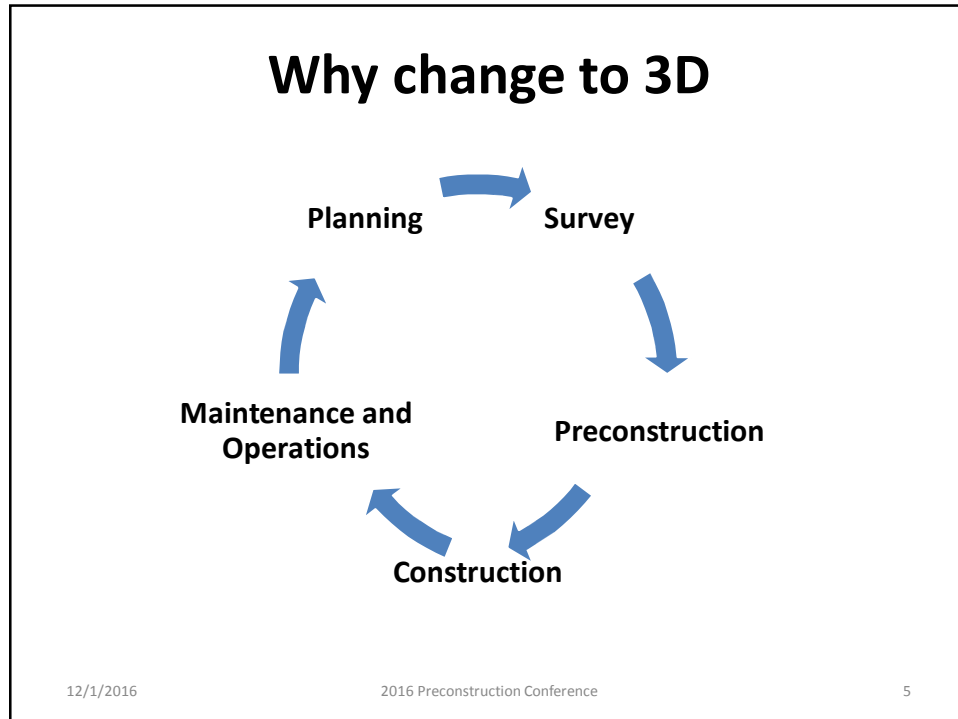 Why change to 3D
Planning
Survey
Preconstruction
Construction
Maintenance and
Operations
12/1/2016
2016 Preconstruction Conference
5